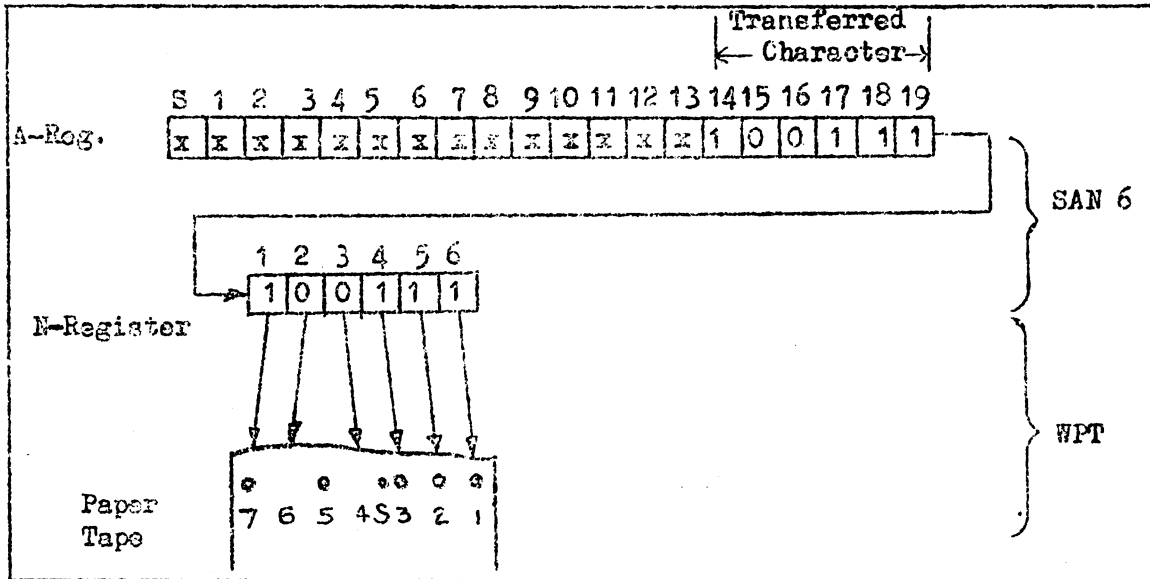 Transferred
Character
S 1 2 3 4 5 6 7 8 9 10 11 12 13 14 15 16 17 18 19
A-Reg.
x x x x x x x x x x x x x x 1 0 0 1 1 1
SAN 6
1 2 3 4 5 6
1 0 0 1 1 1
N-Register
WPT
Paper
Tape
7 6 5 4 S 3 2 1